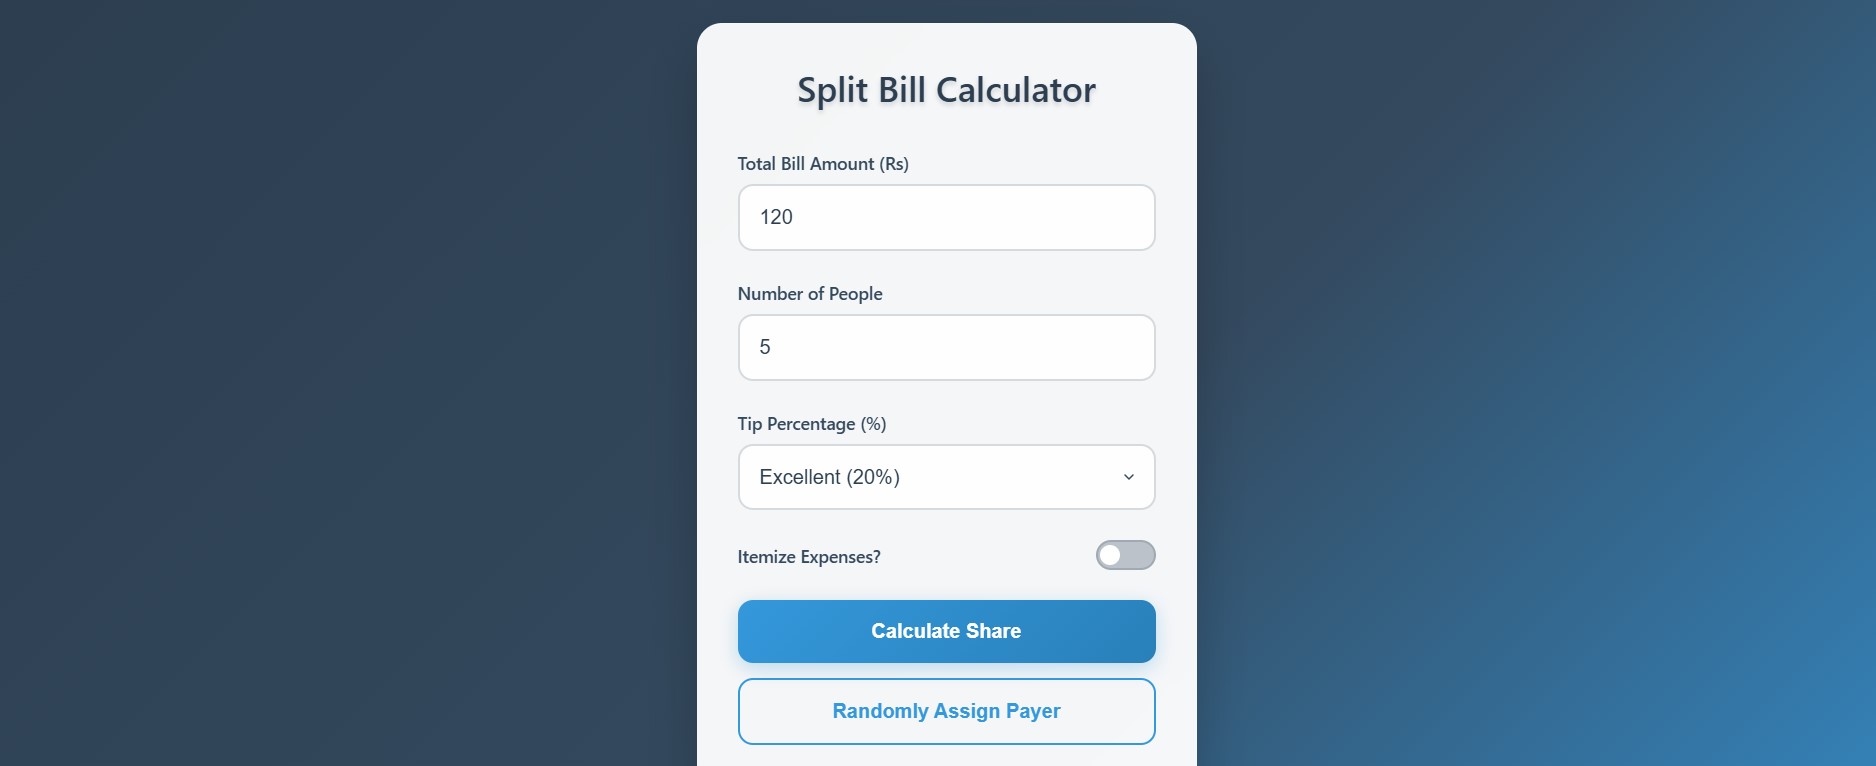 Split Bill Calculator
Total Bill Amount (Rs)
120
Number of People
5
Tip Percentage (%)
Excellent (20%)
Itemize Expenses?
Calculate Share
Randomly Assign Payer